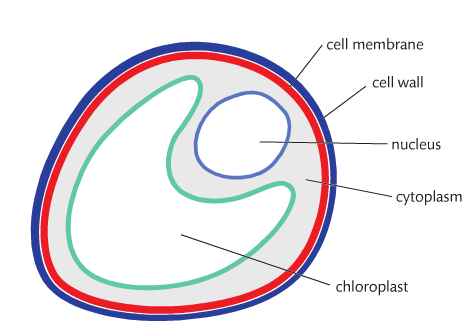 cell membrane
cell wall
nucleus
cytoplasm
chloroplast